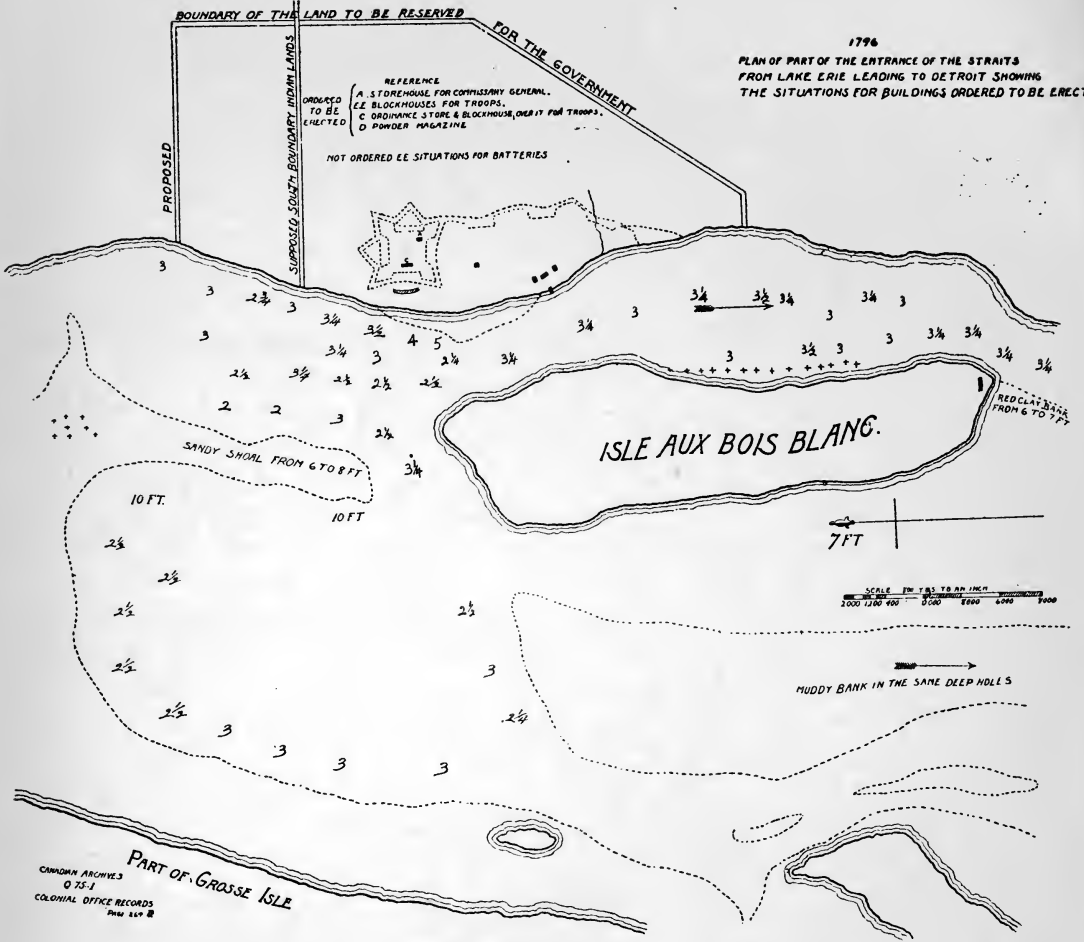 BOUNDARY OF THE LAND TO BE RESERVED
FOR THE GOVERNMENT
PROPOSED
SUPPOSED SOUTH BOUNDARY INDIAN LANDS
1796
PLAN OF PART OF THE ENTRANCE OF THE STRAITS
FROM LAKE ERIE LEADING TO DETROIT SHOWING
THE SITUATIONS FOR BUILDINGS ORDERED TO BE ERECT
REFERENCE
ORDERED TO BE ERECTED
A. STOREHOUSE FOR COMMISSARY GENERAL.
EE BLOCKHOUSES FOR TROOPS.
C ORDINANCE STORE & BLOCKHOUSE, OVER IT FOR TROOPS.
D POWDER MAGAZINE
NOT ORDERED EE SITUATIONS FOR BATTERIES
3
3 2¾ 3
3¼ 3½ 4 5
3 3¼ 3 2¼ 3¼
3¼ 3 3¼ 3½ 3¼ 3 3¼ 3
3 3½ 3 3 3¼ 3¼ 3¼ 3¼
2½ 3¼ 2½ 2½ 2½
2 2 3 2½
3¼
SANDY SHOAL FROM 6 TO 8 FT
ISLE AUX BOIS BLANC.
RED CLAY BANK
FROM 6 TO 7 FT
10 FT.
10 FT
7 FT
2½
2½
2½
2½
2½
3
3
3
3
2½
3
2¼
SCALE YDS TO AN INCH
MUDDY BANK IN THE SAME DEEP HOLLS
PART OF GROSSE ISLE
CANADIAN ARCHIVES
Q 75-1
COLONIAL OFFICE RECORDS